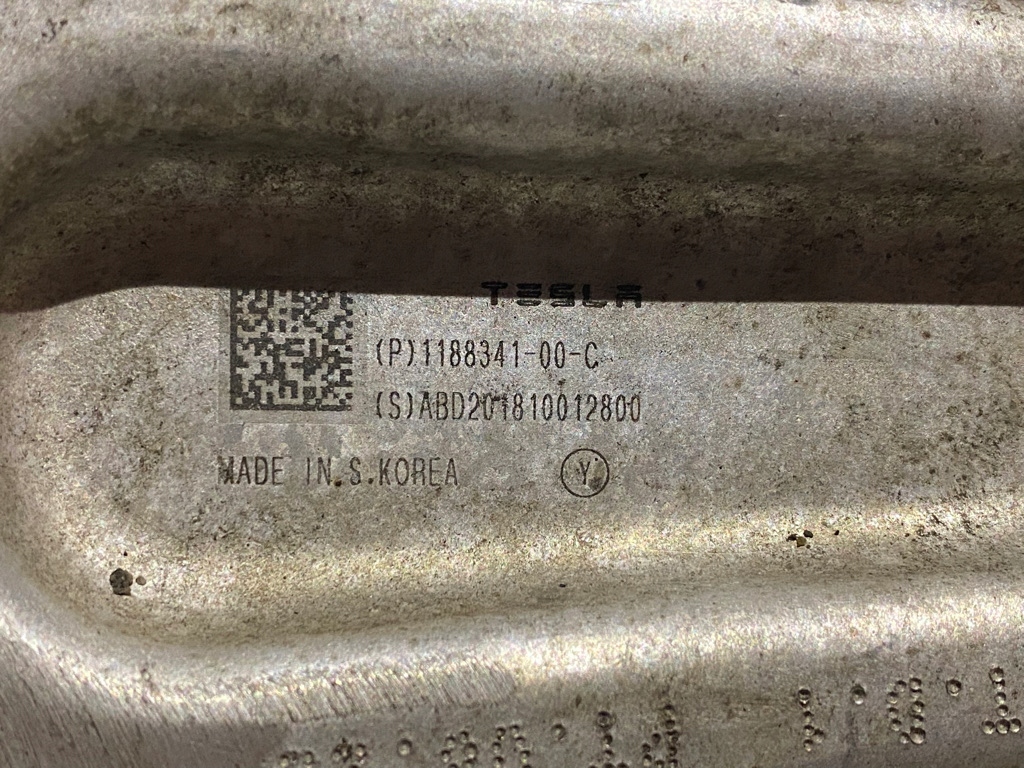 TESLA
(P)1188341-00-C
(S)ABD201810012800
MADE IN S.KOREA
Y